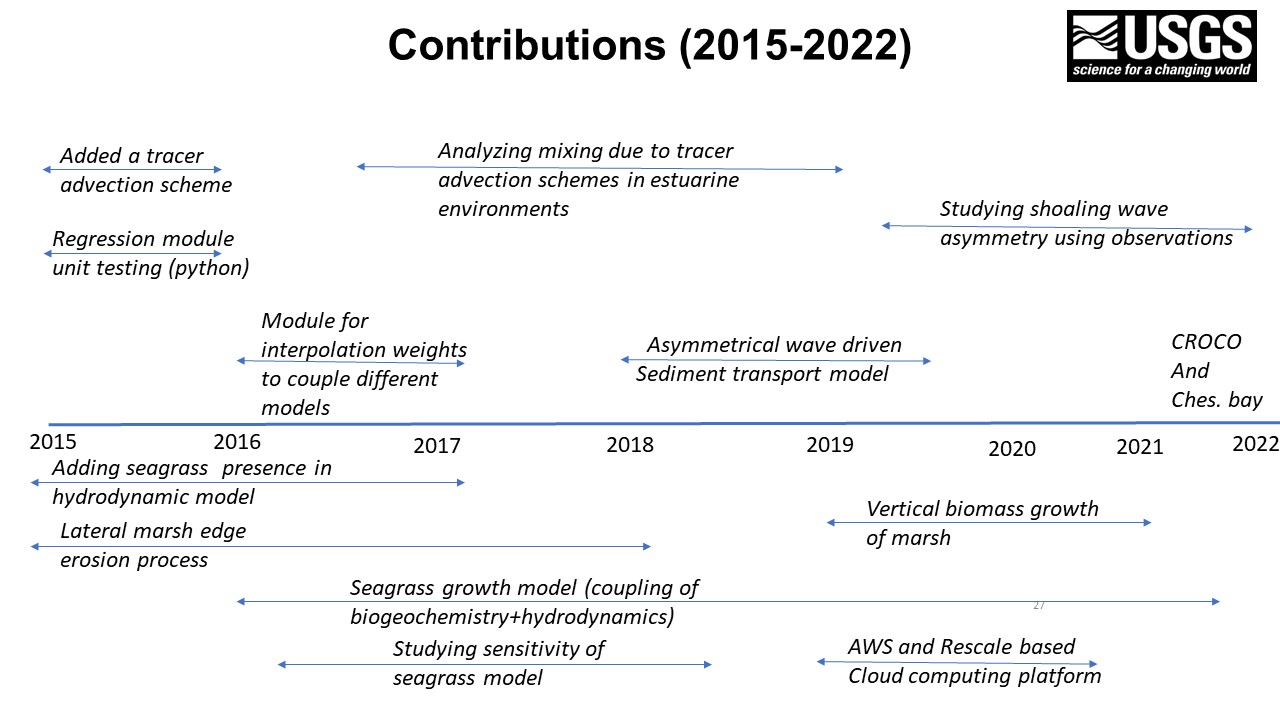 Contributions (2015-2022)
USGS
science for a changing world
Added a tracer
advection scheme
Analyzing mixing due to tracer
advection schemes in estuarine
environments
Studying shoaling wave
asymmetry using observations
Regression module
unit testing (python)
Module for
interpolation weights
to couple different
models
Asymmetrical wave driven
Sediment transport model
CROCO
And
Ches. bay
2015 2016 2017 2018 2019 2020 2021 2022
Adding seagrass presence in
hydrodynamic model
Lateral marsh edge
erosion process
Vertical biomass growth
of marsh
Seagrass growth model (coupling of
biogeochemistry+hydrodynamics)
27
Studying sensitivity of
seagrass model
AWS and Rescale based
Cloud computing platform